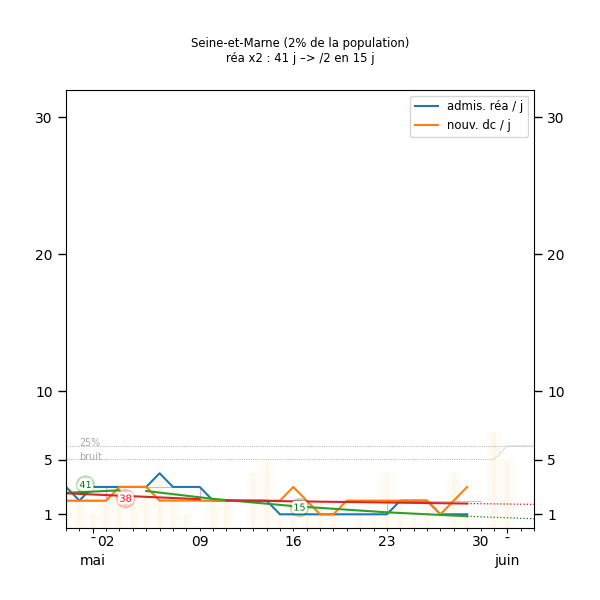 Seine-et-Marne (2% de la population)
réa x2 : 41 j –> /2 en 15 j
admis. réa / j
nouv. dc / j
30
30
20
20
10
10
25%
bruit
5
5
41
38
15
1
1
02
09
16
23
30
mai
juin